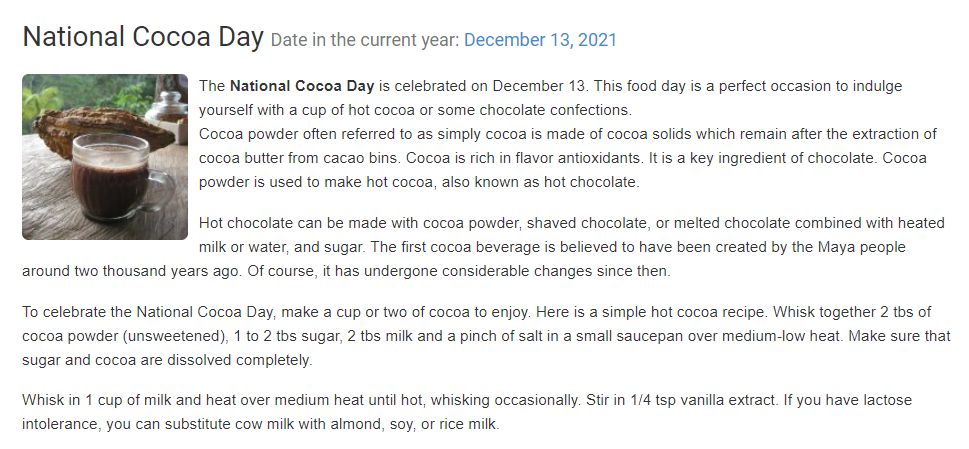 National Cocoa Day Date in the current year: December 13, 2021
The National Cocoa Day is celebrated on December 13. This food day is a perfect occasion to indulge
yourself with a cup of hot cocoa or some chocolate confections.
Cocoa powder often referred to as simply cocoa is made of cocoa solids which remain after the extraction of
cocoa butter from cacao bins. Cocoa is rich in flavor antioxidants. It is a key ingredient of chocolate. Cocoa
powder is used to make hot cocoa, also known as hot chocolate.
Hot chocolate can be made with cocoa powder, shaved chocolate, or melted chocolate combined with heated
milk or water, and sugar. The first cocoa beverage is believed to have been created by the Maya people
around two thousand years ago. Of course, it has undergone considerable changes since then.
To celebrate the National Cocoa Day, make a cup or two of cocoa to enjoy. Here is a simple hot cocoa recipe. Whisk together 2 tbs of
cocoa powder (unsweetened), 1 to 2 tbs sugar, 2 tbs milk and a pinch of salt in a small saucepan over medium-low heat. Make sure that
sugar and cocoa are dissolved completely.
Whisk in 1 cup of milk and heat over medium heat until hot, whisking occasionally. Stir in 1/4 tsp vanilla extract. If you have lactose
intolerance, you can substitute cow milk with almond, soy, or rice milk.